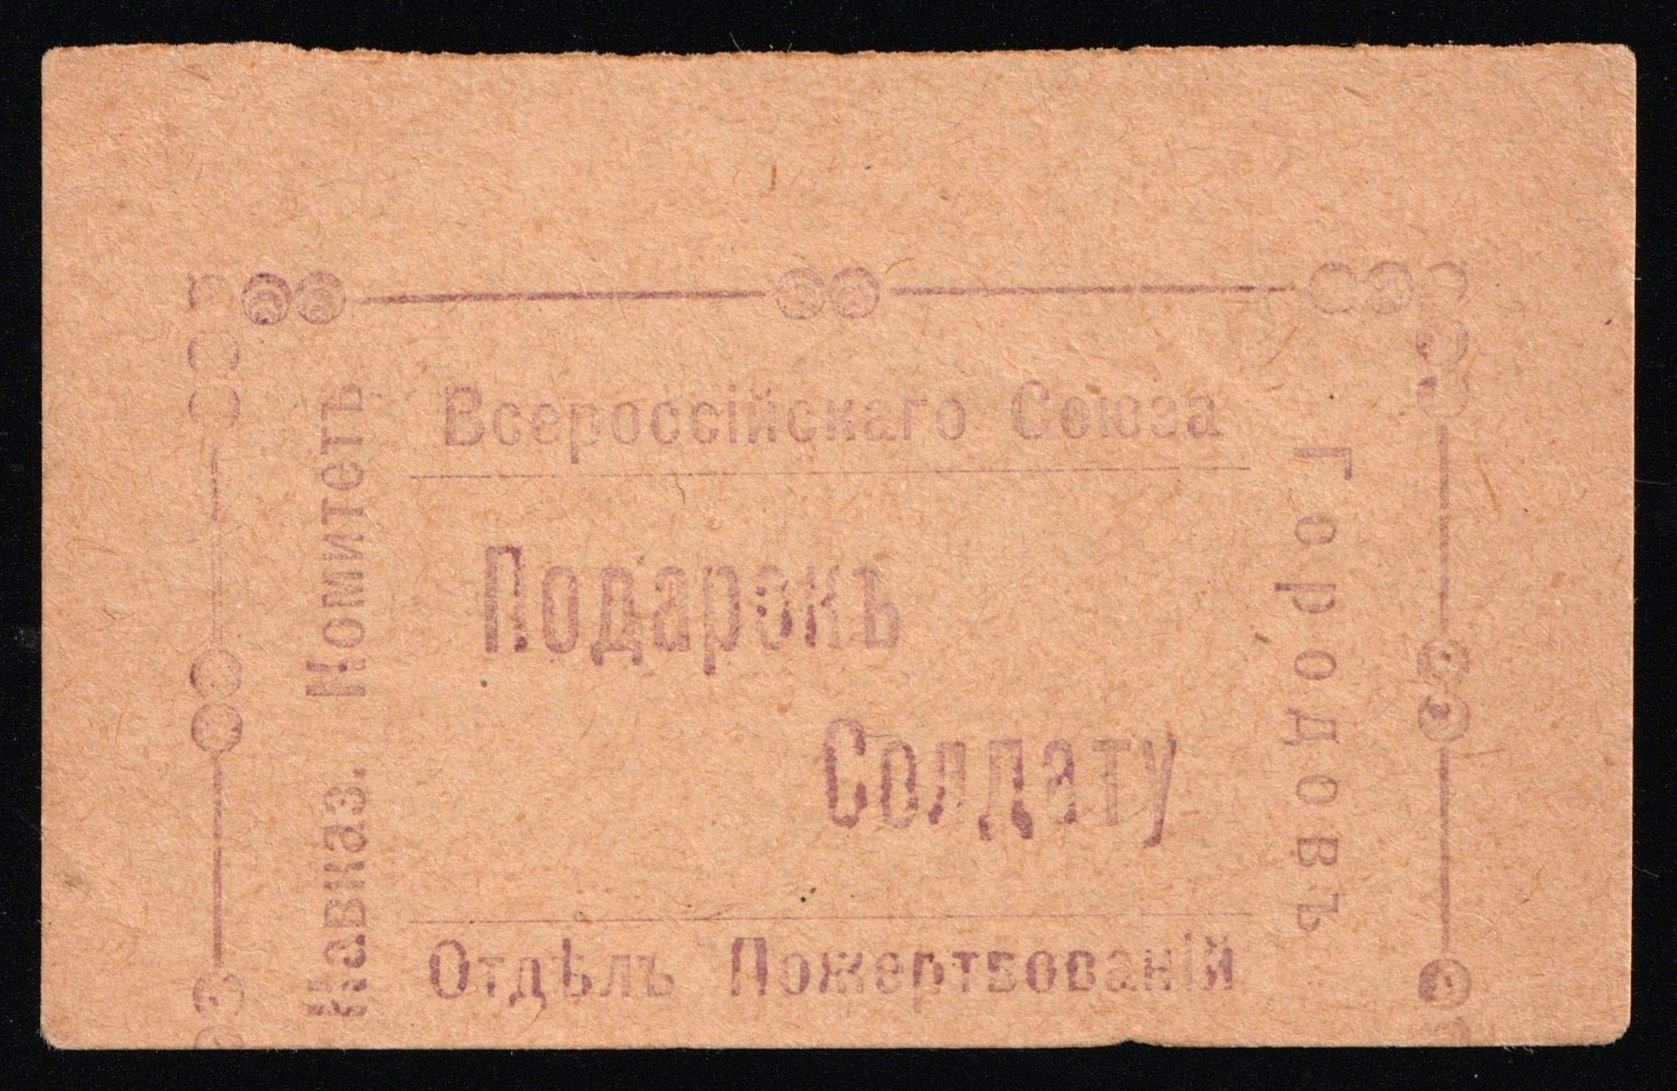 Кавказ. Комитетъ
Всероссійскаго Союза
Городовъ
Подарокъ
Солдату
Отдѣлъ Пожертвованій